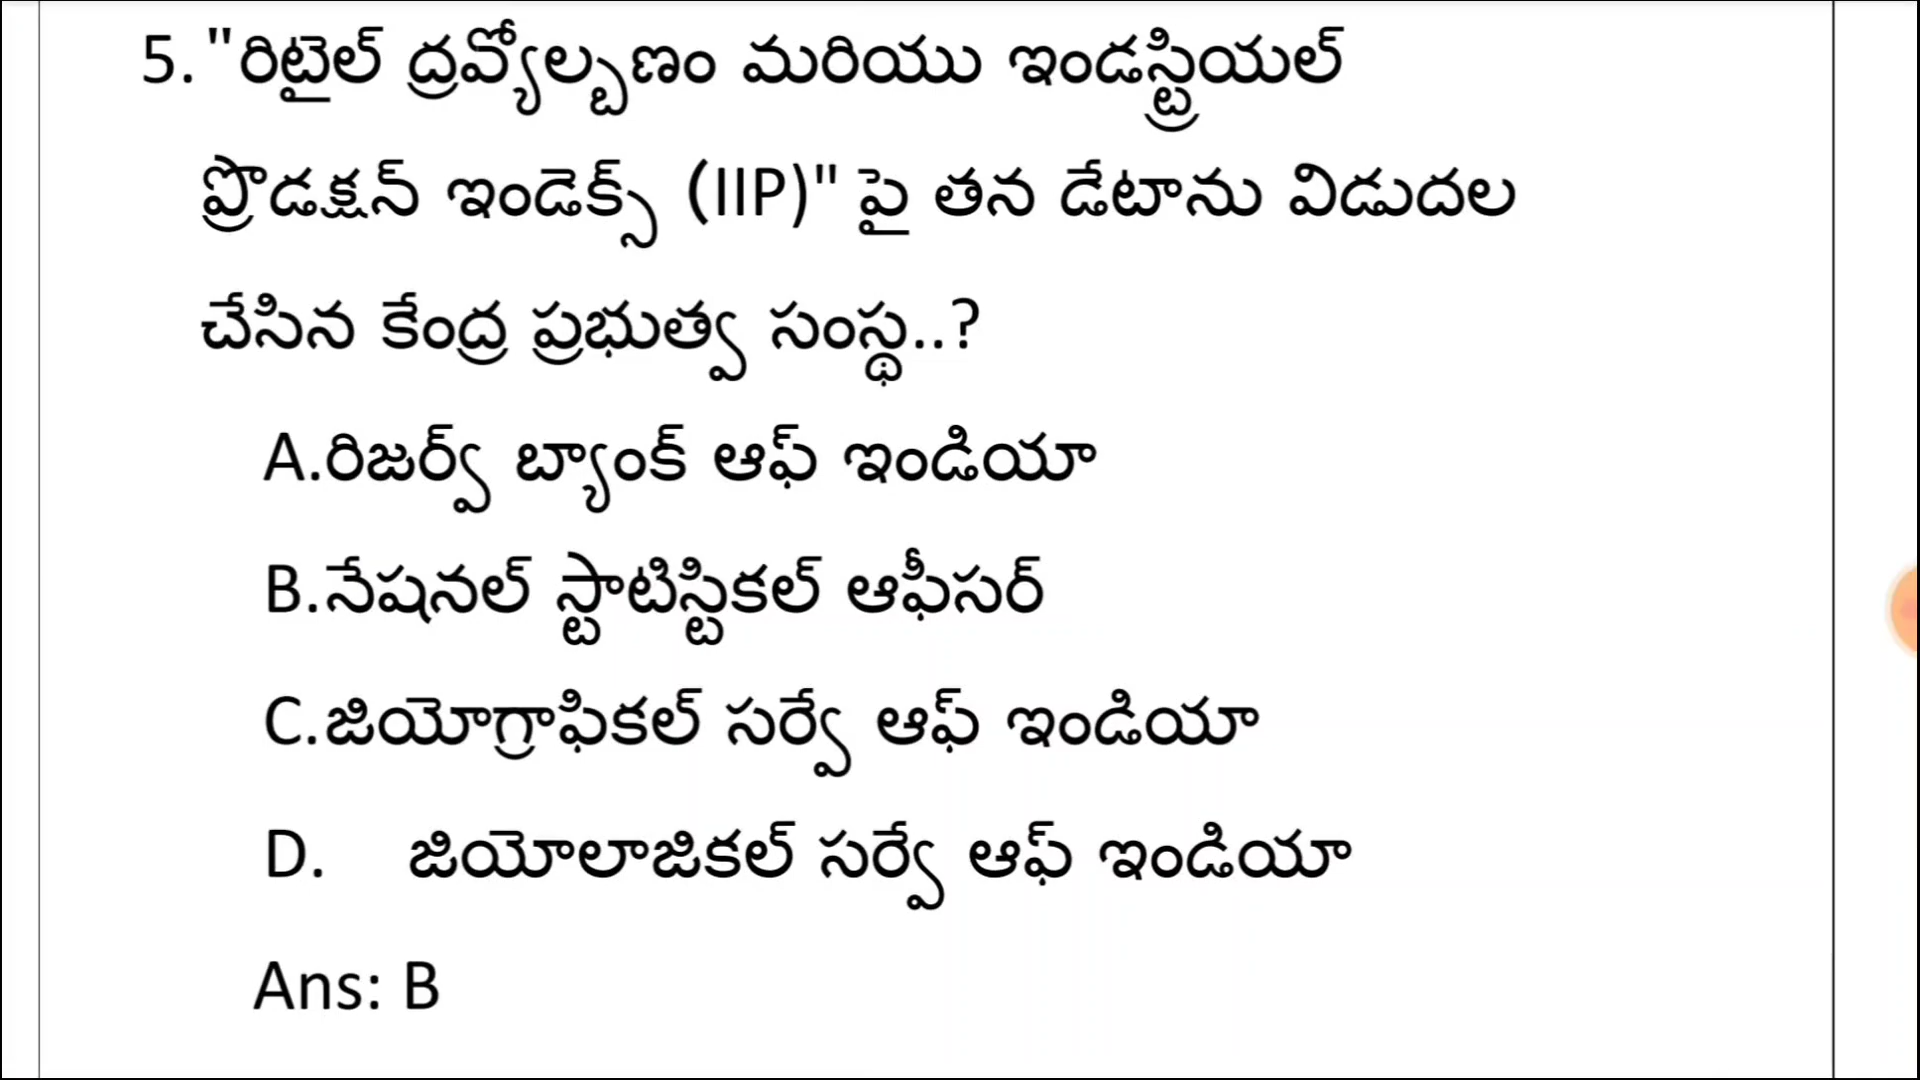 5. "రిటైల్ ద్రవ్యోల్బణం మరియు ఇండస్ట్రియల్
ప్రొడక్షన్ ఇండెక్స్ (IIP)" పై తన డేటాను విడుదల
చేసిన కేంద్ర ప్రభుత్వ సంస్థ..?
A.రిజర్వ్ బ్యాంక్ ఆఫ్ ఇండియా
B.నేషనల్ స్టాటిస్టికల్ ఆఫీసర్
C.జియోగ్రాఫికల్ సర్వే ఆఫ్ ఇండియా
D. జియోలాజికల్ సర్వే ఆఫ్ ఇండియా
Ans: B